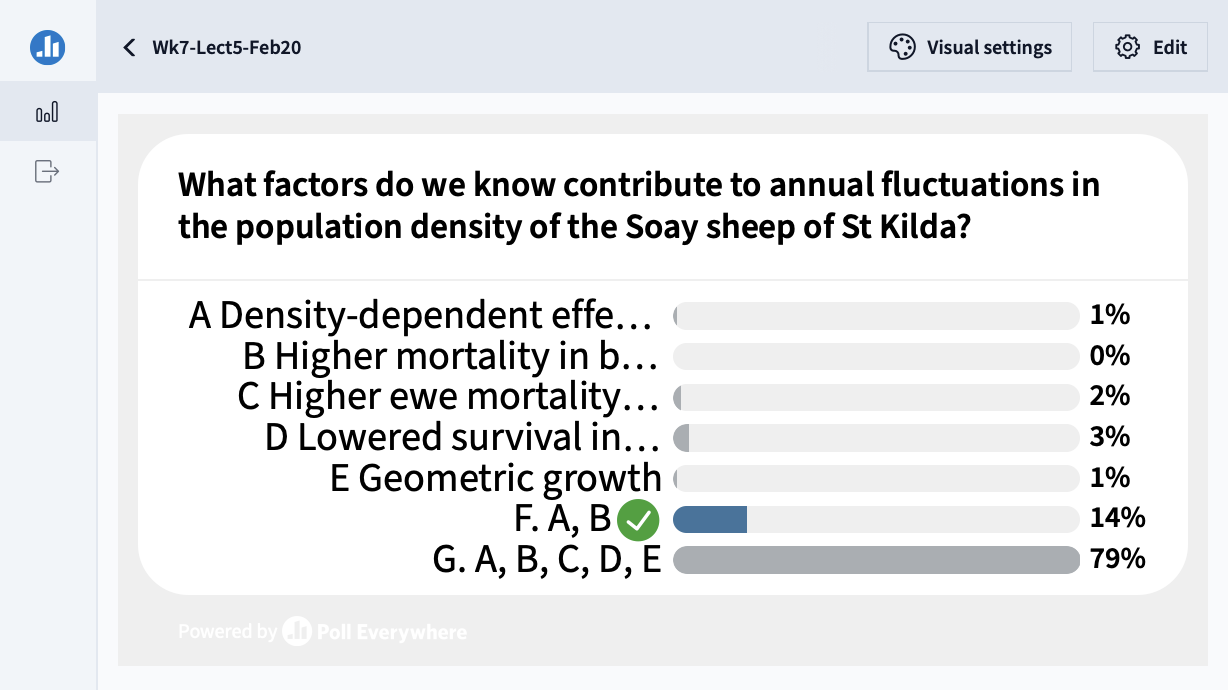 Wk7-Lect5-Feb20
Visual settings
Edit
What factors do we know contribute to annual fluctuations in
the population density of the Soay sheep of St Kilda?
A Density-dependent effe… 1%
B Higher mortality in b… 0%
C Higher ewe mortality… 2%
D Lowered survival in… 3%
E Geometric growth 1%
F. A, B 14%
G. A, B, C, D, E 79%
Powered by Poll Everywhere